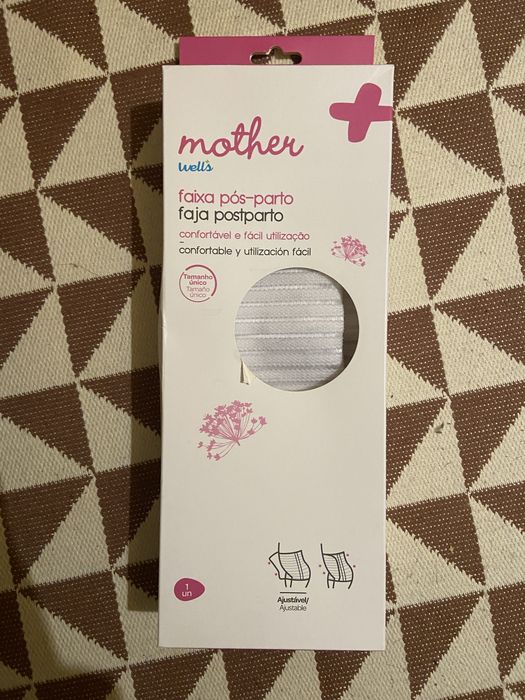 mother
well's
faixa pós-parto
faja postparto
confortável e fácil utilização
confortable y utilización fácil
Tamanho
único
Tamaño
único
1
un
Ajustável/
Ajustable